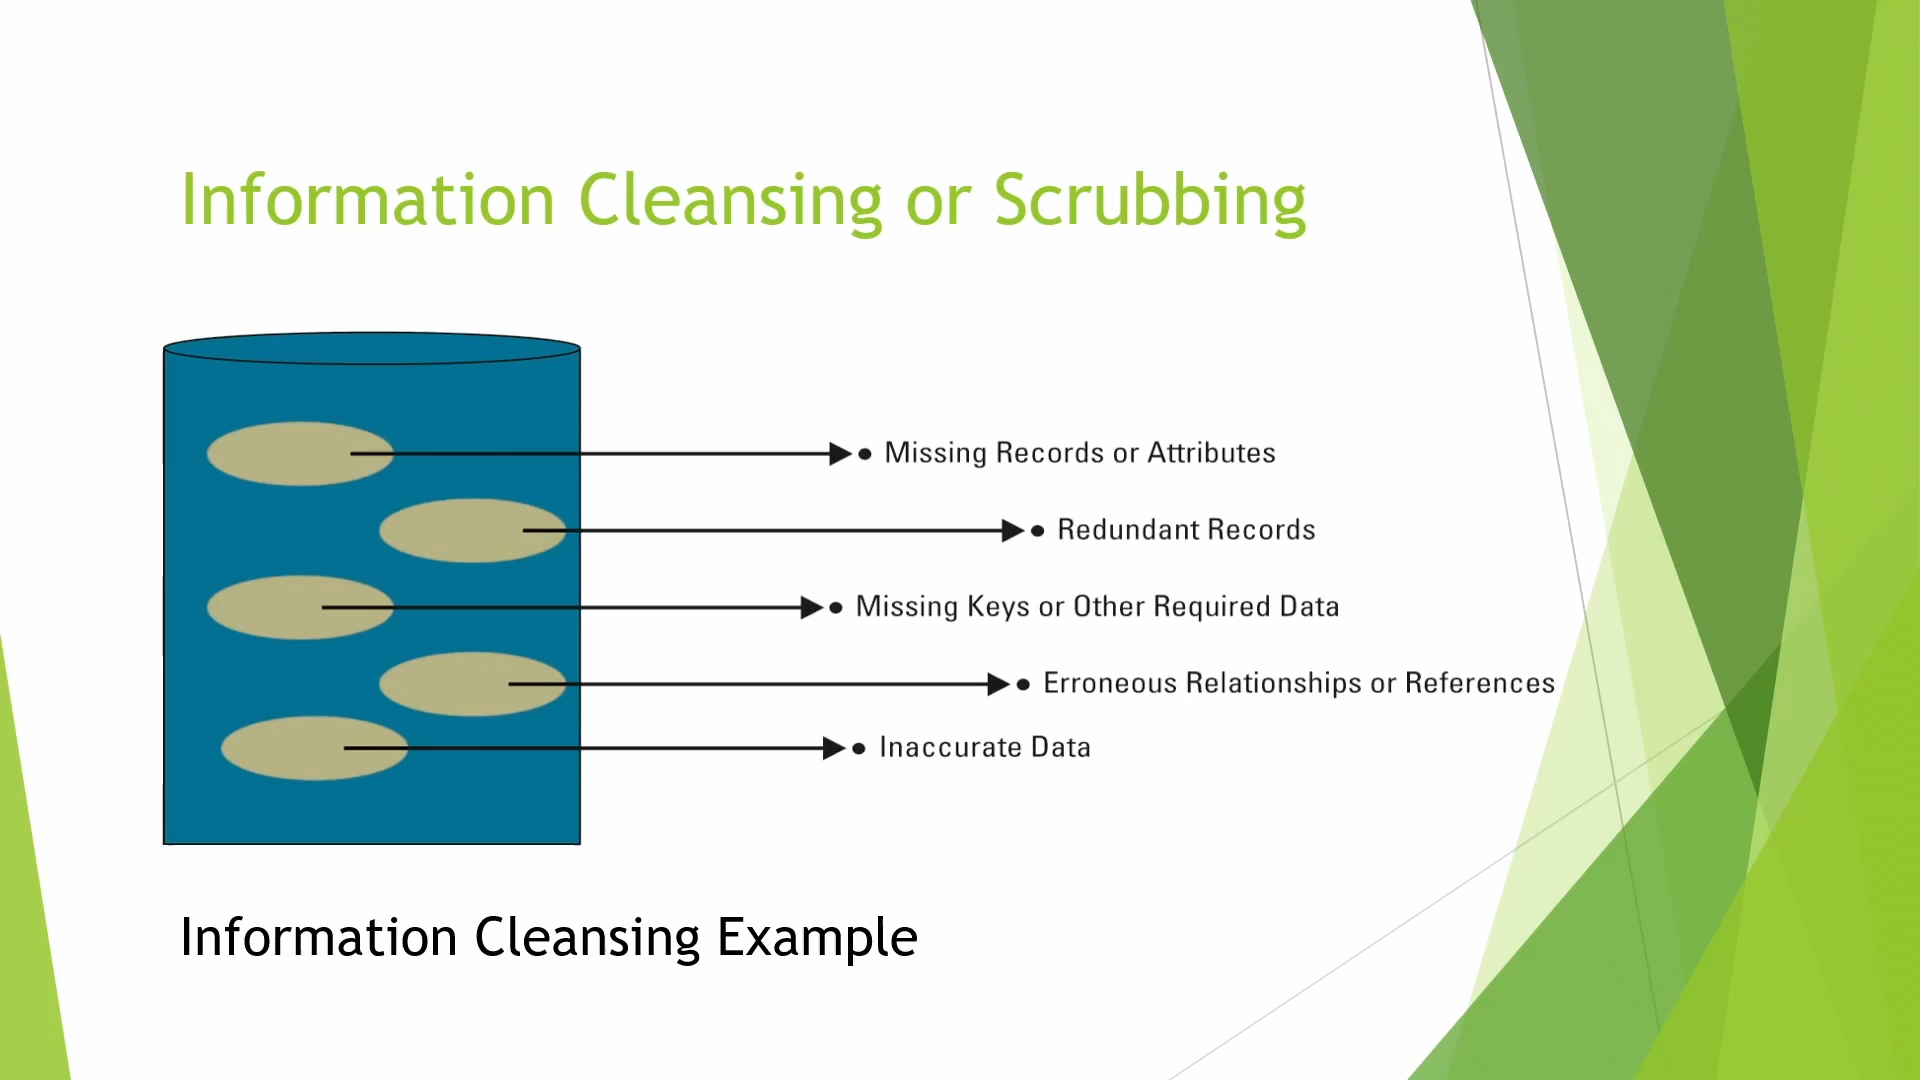 Information Cleansing or Scrubbing
• Missing Records or Attributes
• Redundant Records
• Missing Keys or Other Required Data
• Erroneous Relationships or References
• Inaccurate Data
Information Cleansing Example